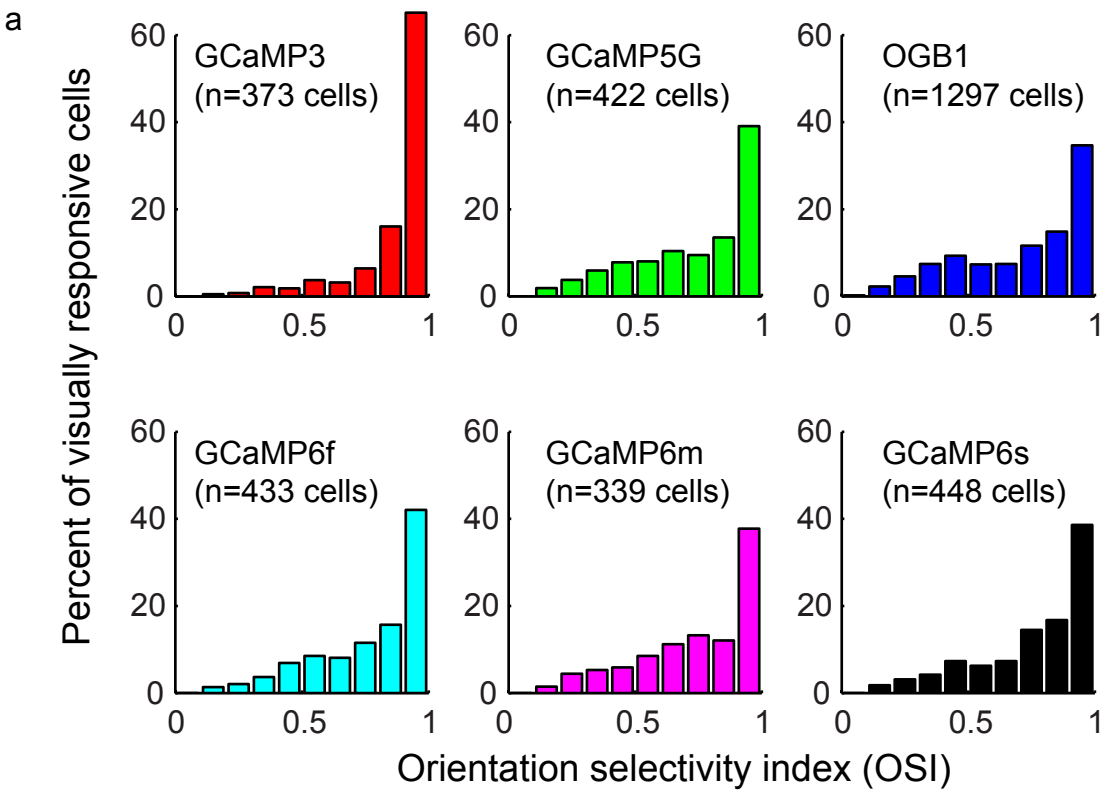 a
Percent of visually responsive cells
GCaMP3
(n=373 cells)
60
40
20
0
0 0.5 1
GCaMP5G
(n=422 cells)
60
40
20
0
0 0.5 1
OGB1
(n=1297 cells)
60
40
20
0
0 0.5 1
GCaMP6f
(n=433 cells)
60
40
20
0
0 0.5 1
GCaMP6m
(n=339 cells)
60
40
20
0
0 0.5 1
GCaMP6s
(n=448 cells)
60
40
20
0
0 0.5 1
Orientation selectivity index (OSI)